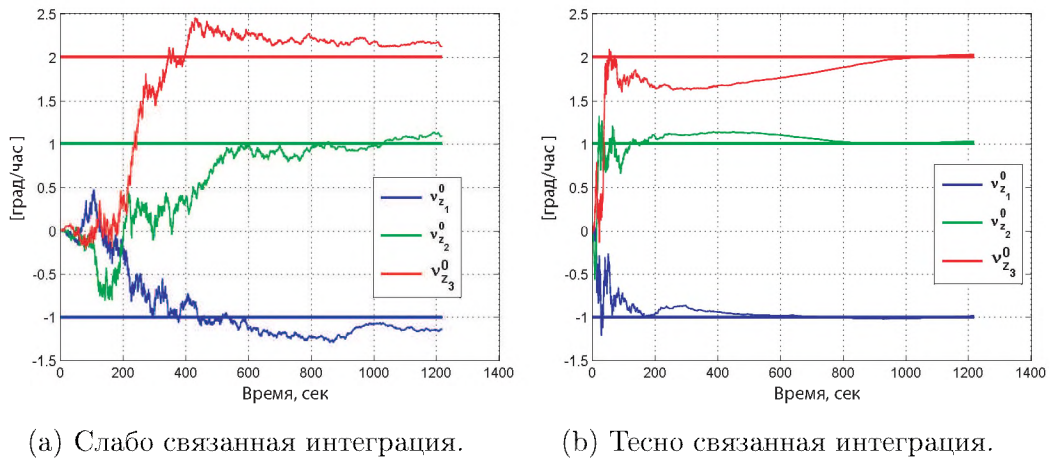 2.5
2
1.5
1
0.5
0
-0.5
-1
-1.5
[град/час]
0 200 400 600 800 1000 1200 1400
Время, сек
ν⁰z₁
ν⁰z₂
ν⁰z₃
(a) Слабо связанная интеграция.
2.5
2
1.5
1
0.5
0
-0.5
-1
-1.5
[град/час]
0 200 400 600 800 1000 1200 1400
Время, сек
ν⁰z₁
ν⁰z₂
ν⁰z₃
(b) Тесно связанная интеграция.